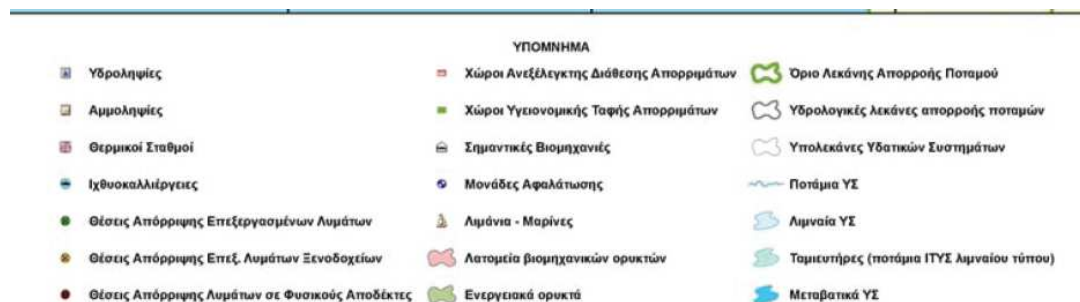 ΥΠΟΜΝΗΜΑ
Υδροληψίες
Αμμοληψίες
Θερμικοί Σταθμοί
Ιχθυοκαλλιέργειες
Θέσεις Απόρριψης Επεξεργασμένων Λυμάτων
Θέσεις Απόρριψης Επεξ. Λυμάτων Ξενοδοχείων
Θέσεις Απόρριψης Λυμάτων σε Φυσικούς Αποδέκτες
Χώροι Ανεξέλεγκτης Διάθεσης Απορριμάτων
Χώροι Υγειονομικής Ταφής Απορριμάτων
Σημαντικές Βιομηχανιές
Μονάδες Αφαλάτωσης
Λιμάνια - Μαρίνες
Λατομεία βιομηχανικών ορυκτών
Ενεργειακά ορυκτά
Όριο Λεκάνης Απορροής Ποταμού
Υδρολογικές λεκάνες απορροής ποταμών
Υπολεκάνες Υδατικών Συστημάτων
Ποτάμια ΥΣ
Λιμναία ΥΣ
Ταμιευτήρες (ποτάμια ΙΤΥΣ λιμναίου τύπου)
Μεταβατικά ΥΣ